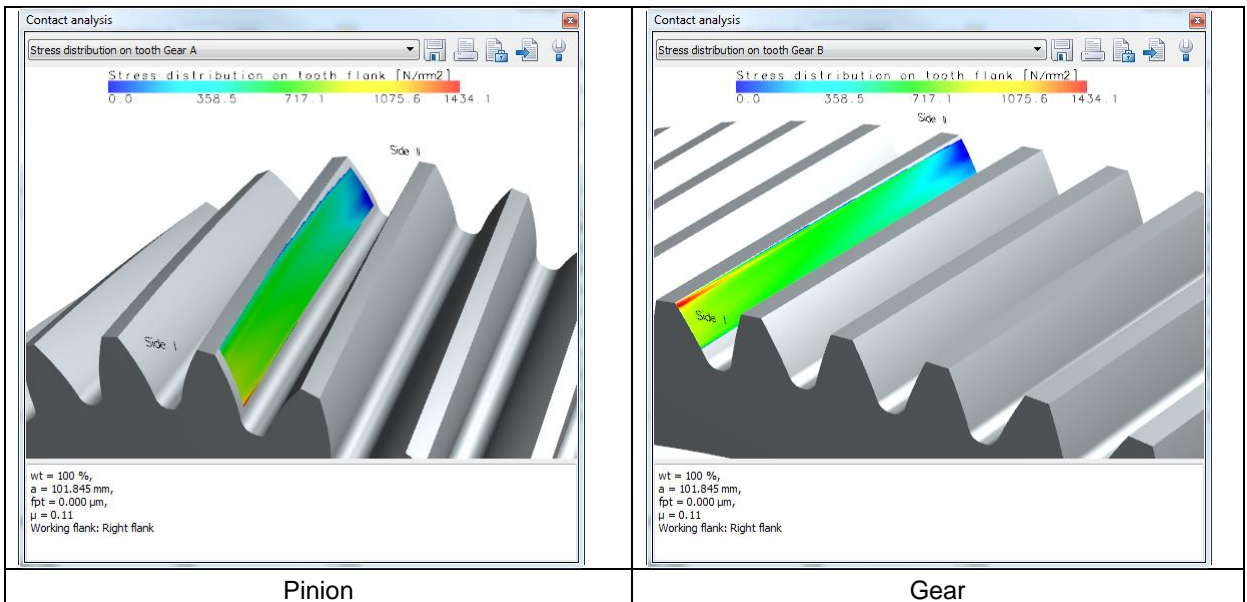 Contact analysis
Stress distribution on tooth Gear A
Stress distribution on tooth flank [N/mm2]
0.0 358.5 717.1 1075.6 1434.1
Side II
Side I
wt = 100 %,
a = 101.845 mm,
fpt = 0.000 µm,
µ = 0.11
Working flank: Right flank
Pinion
Contact analysis
Stress distribution on tooth Gear B
Stress distribution on tooth flank [N/mm2]
0.0 358.5 717.1 1075.6 1434.1
Side II
Side I
wt = 100 %,
a = 101.845 mm,
fpt = 0.000 µm,
µ = 0.11
Working flank: Right flank
Gear